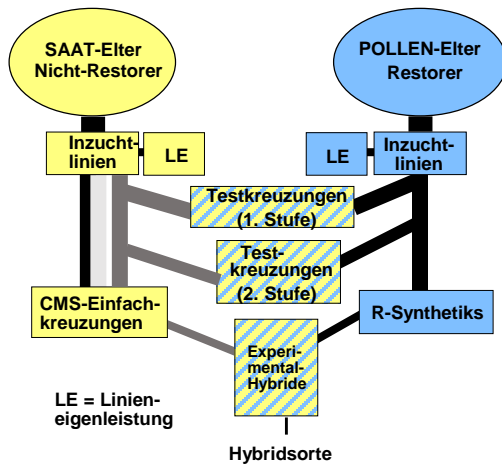 SAAT-Elter
Nicht-Restorer
POLLEN-Elter
Restorer
Inzucht-
linien
LE
LE
Inzucht-
linien
Testkreuzungen
(1. Stufe)
Test-
kreuzungen
(2. Stufe)
CMS-Einfach-
kreuzungen
R-Synthetiks
Experi-
mental-
Hybride
LE = Linien-
eigenleistung
Hybridsorte